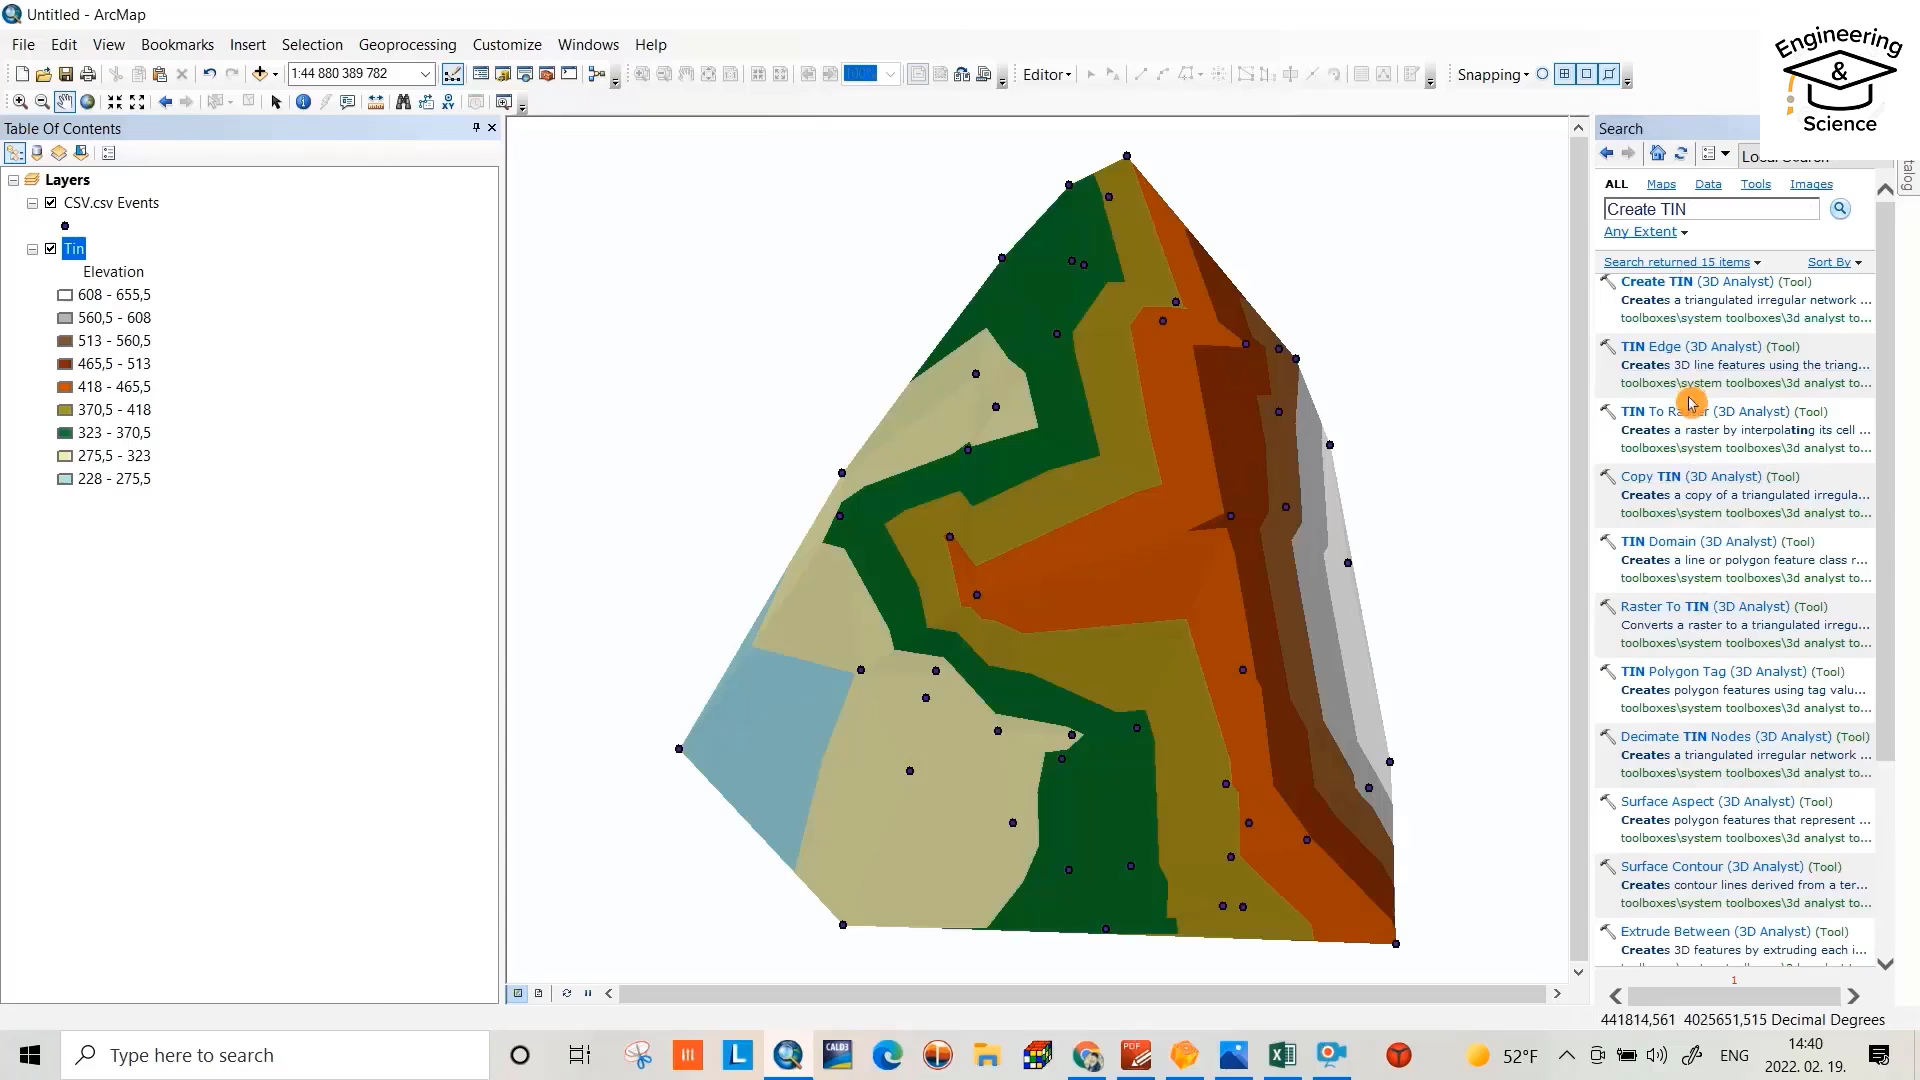 Untitled - ArcMap
File Edit View Bookmarks Insert Selection Geoprocessing Customize Windows Help
1:44 880 389 782
100%
Editor
Snapping
Engineering
&
Science
Table Of Contents
Layers
CSV.csv Events
Tin
Elevation
608 - 655,5
560,5 - 608
513 - 560,5
465,5 - 513
418 - 465,5
370,5 - 418
323 - 370,5
275,5 - 323
228 - 275,5
Search
ALL Maps Data Tools Images
Create TIN
Any Extent
Search returned 15 items Sort By
Create TIN (3D Analyst) (Tool)
Creates a triangulated irregular network ...
toolboxes\system toolboxes\3d analyst to...
TIN Edge (3D Analyst) (Tool)
Creates 3D line features using the triang...
toolboxes\system toolboxes\3d analyst to...
TIN To Raster (3D Analyst) (Tool)
Creates a raster by interpolating its cell ...
toolboxes\system toolboxes\3d analyst to...
Copy TIN (3D Analyst) (Tool)
Creates a copy of a triangulated irregula...
toolboxes\system toolboxes\3d analyst to...
TIN Domain (3D Analyst) (Tool)
Creates a line or polygon feature class r...
toolboxes\system toolboxes\3d analyst to...
Raster To TIN (3D Analyst) (Tool)
Converts a raster to a triangulated irregu...
toolboxes\system toolboxes\3d analyst to...
TIN Polygon Tag (3D Analyst) (Tool)
Creates polygon features using tag valu...
toolboxes\system toolboxes\3d analyst to...
Decimate TIN Nodes (3D Analyst) (Tool)
Creates a triangulated irregular network ...
toolboxes\system toolboxes\3d analyst to...
Surface Aspect (3D Analyst) (Tool)
Creates polygon features that represent ...
toolboxes\system toolboxes\3d analyst to...
Surface Contour (3D Analyst) (Tool)
Creates contour lines derived from a ter...
toolboxes\system toolboxes\3d analyst to...
Extrude Between (3D Analyst) (Tool)
Creates 3D features by extruding each i...
1
441814,561 4025651,515 Decimal Degrees
Type here to search
CALD3
PDF
52°F
ENG
14:40
2022. 02. 19.